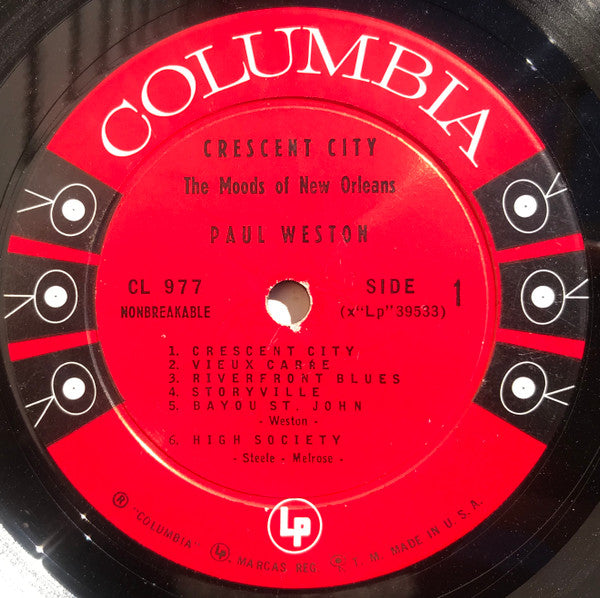 COLUMBIA
CRESCENT CITY
The Moods of New Orleans
PAUL WESTON
CL 977
NONBREAKABLE
SIDE 1
(x"Lp" 39533)
1. CRESCENT CITY
2. VIEUX CARRE
3. RIVERFRONT BLUES
4. STORYVILLE
5. BAYOU ST. JOHN
- Weston -
6. HIGH SOCIETY
- Steele - Melrose -
Lp
® "COLUMBIA" MARCAS REG. T. M. MADE IN U. S. A.